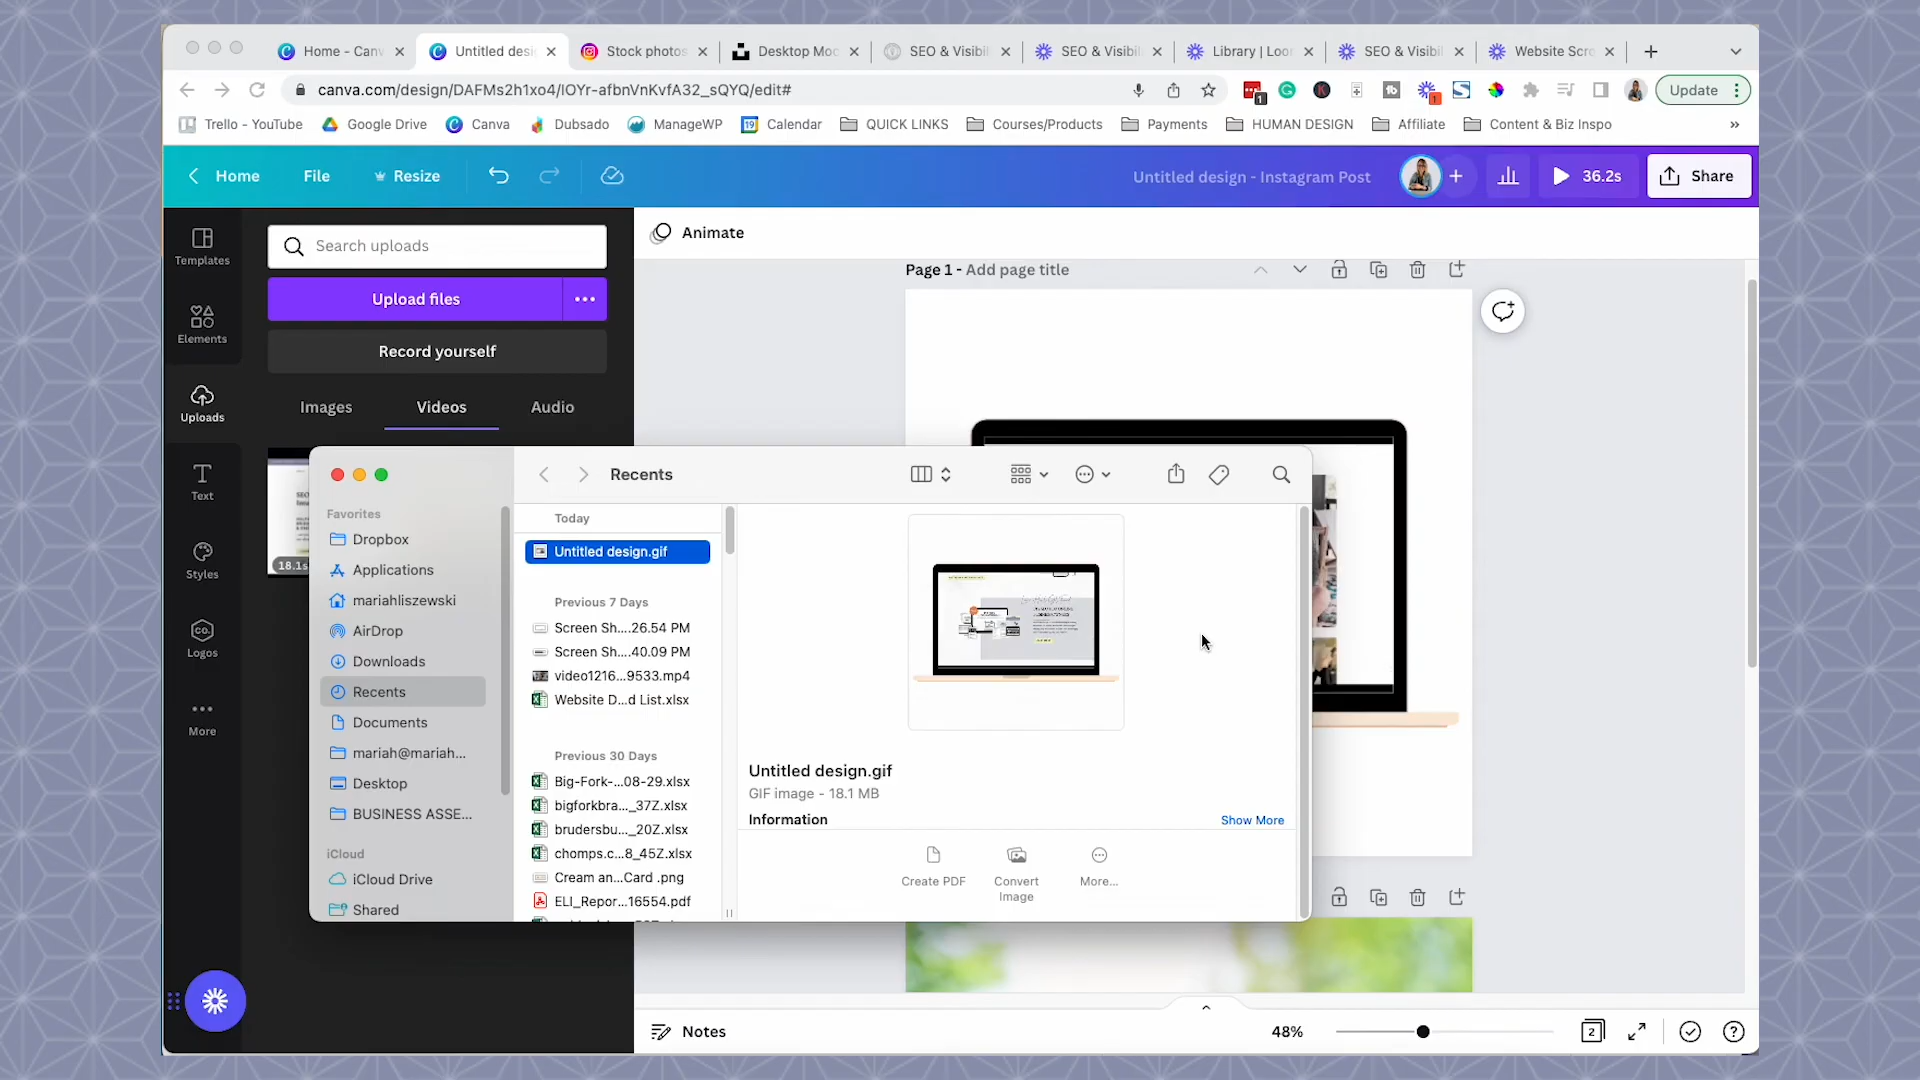 Home - Canv
Untitled desi
Stock photos
Desktop Moc
SEO & Visibil
SEO & Visibil
Library | Loo
SEO & Visibil
Website Scro
canva.com/design/DAFMs2h1xo4/lOYr-afbnVnKvfA32_sQYQ/edit#
1
1
Update
Trello - YouTube
Google Drive
Canva
Dubsado
ManageWP
19
Calendar
QUICK LINKS
Courses/Products
Payments
HUMAN DESIGN
Affiliate
Content & Biz Inspo
»
Home
File
Resize
Untitled design - Instagram Post
36.2s
Share
Templates
Elements
Uploads
Text
Styles
CO.
Logos
More
Search uploads
Upload files
Record yourself
Images
Videos
Audio
18.1s
Animate
Page 1 - Add page title
Recents
Favorites
Dropbox
Applications
mariahliszewski
AirDrop
Downloads
Recents
Documents
mariah@mariah...
Desktop
BUSINESS ASSE...
iCloud
iCloud Drive
Shared
Today
Untitled design.gif
Previous 7 Days
Screen Sh....26.54 PM
Screen Sh....40.09 PM
video1216...9533.mp4
Website D...d List.xlsx
Previous 30 Days
Big-Fork-...08-29.xlsx
bigforkbra..._37Z.xlsx
brudersbu..._20Z.xlsx
chomps.c...8_45Z.xlsx
Cream an...Card .png
ELI_Repor...16554.pdf
Untitled design.gif
GIF image - 18.1 MB
Information
Show More
Create PDF
Convert
Image
More...
Notes
48%
2